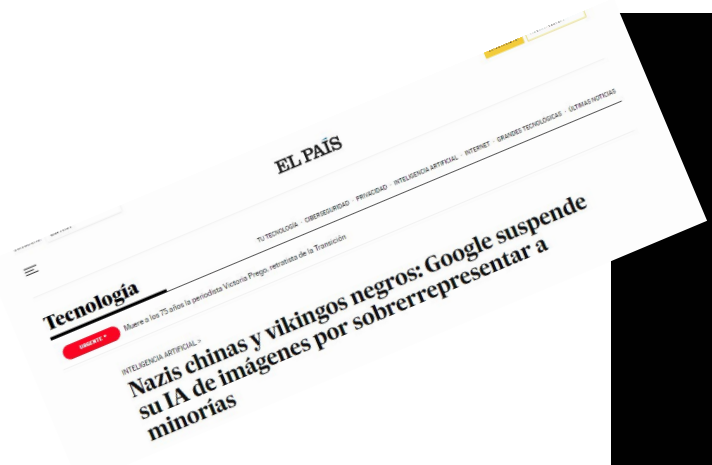 EL PAÍS
TU TECNOLOGÍA · CIBERSEGURIDAD · PRIVACIDAD · INTELIGENCIA ARTIFICIAL · INTERNET · GRANDES TECNOLÓGICAS · ÚLTIMAS NOTICIAS
Tecnología
URGENTE
Muere a los 75 años la periodista Victoria Prego, retratista de la Transición
INTELIGENCIA ARTIFICIAL >
Nazis chinas y vikingos negros: Google suspende
su IA de imágenes por sobrerrepresentar a
minorías